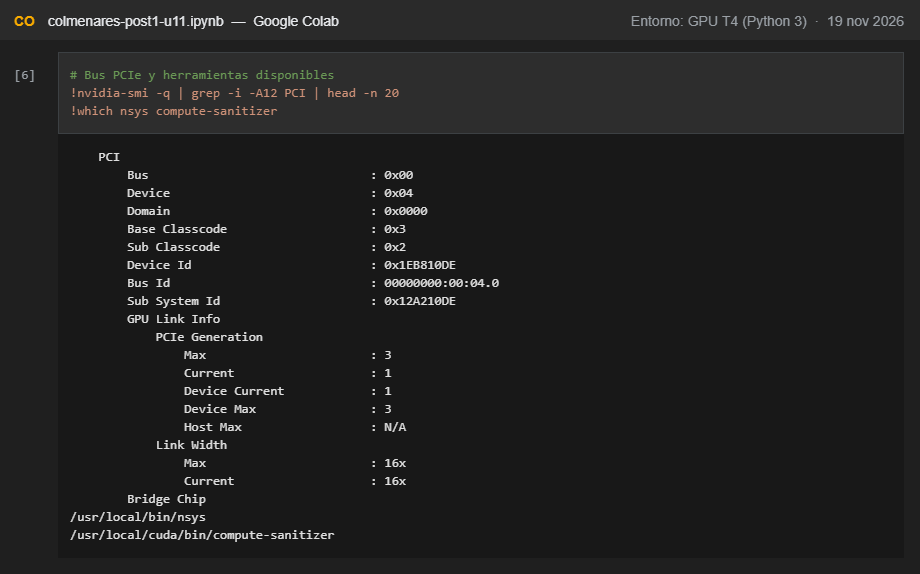 CO colmenares-post1-u11.ipynb — Google Colab Entorno: GPU T4 (Python 3) · 19 nov 2026
[6] # Bus PCIe y herramientas disponibles
!nvidia-smi -q | grep -i -A12 PCI | head -n 20
!which nsys compute-sanitizer
PCI
Bus : 0x00
Device : 0x04
Domain : 0x0000
Base Classcode : 0x3
Sub Classcode : 0x2
Device Id : 0x1EB810DE
Bus Id : 00000000:00:04.0
Sub System Id : 0x12A210DE
GPU Link Info
PCIe Generation
Max : 3
Current : 1
Device Current : 1
Device Max : 3
Host Max : N/A
Link Width
Max : 16x
Current : 16x
Bridge Chip
/usr/local/bin/nsys
/usr/local/cuda/bin/compute-sanitizer